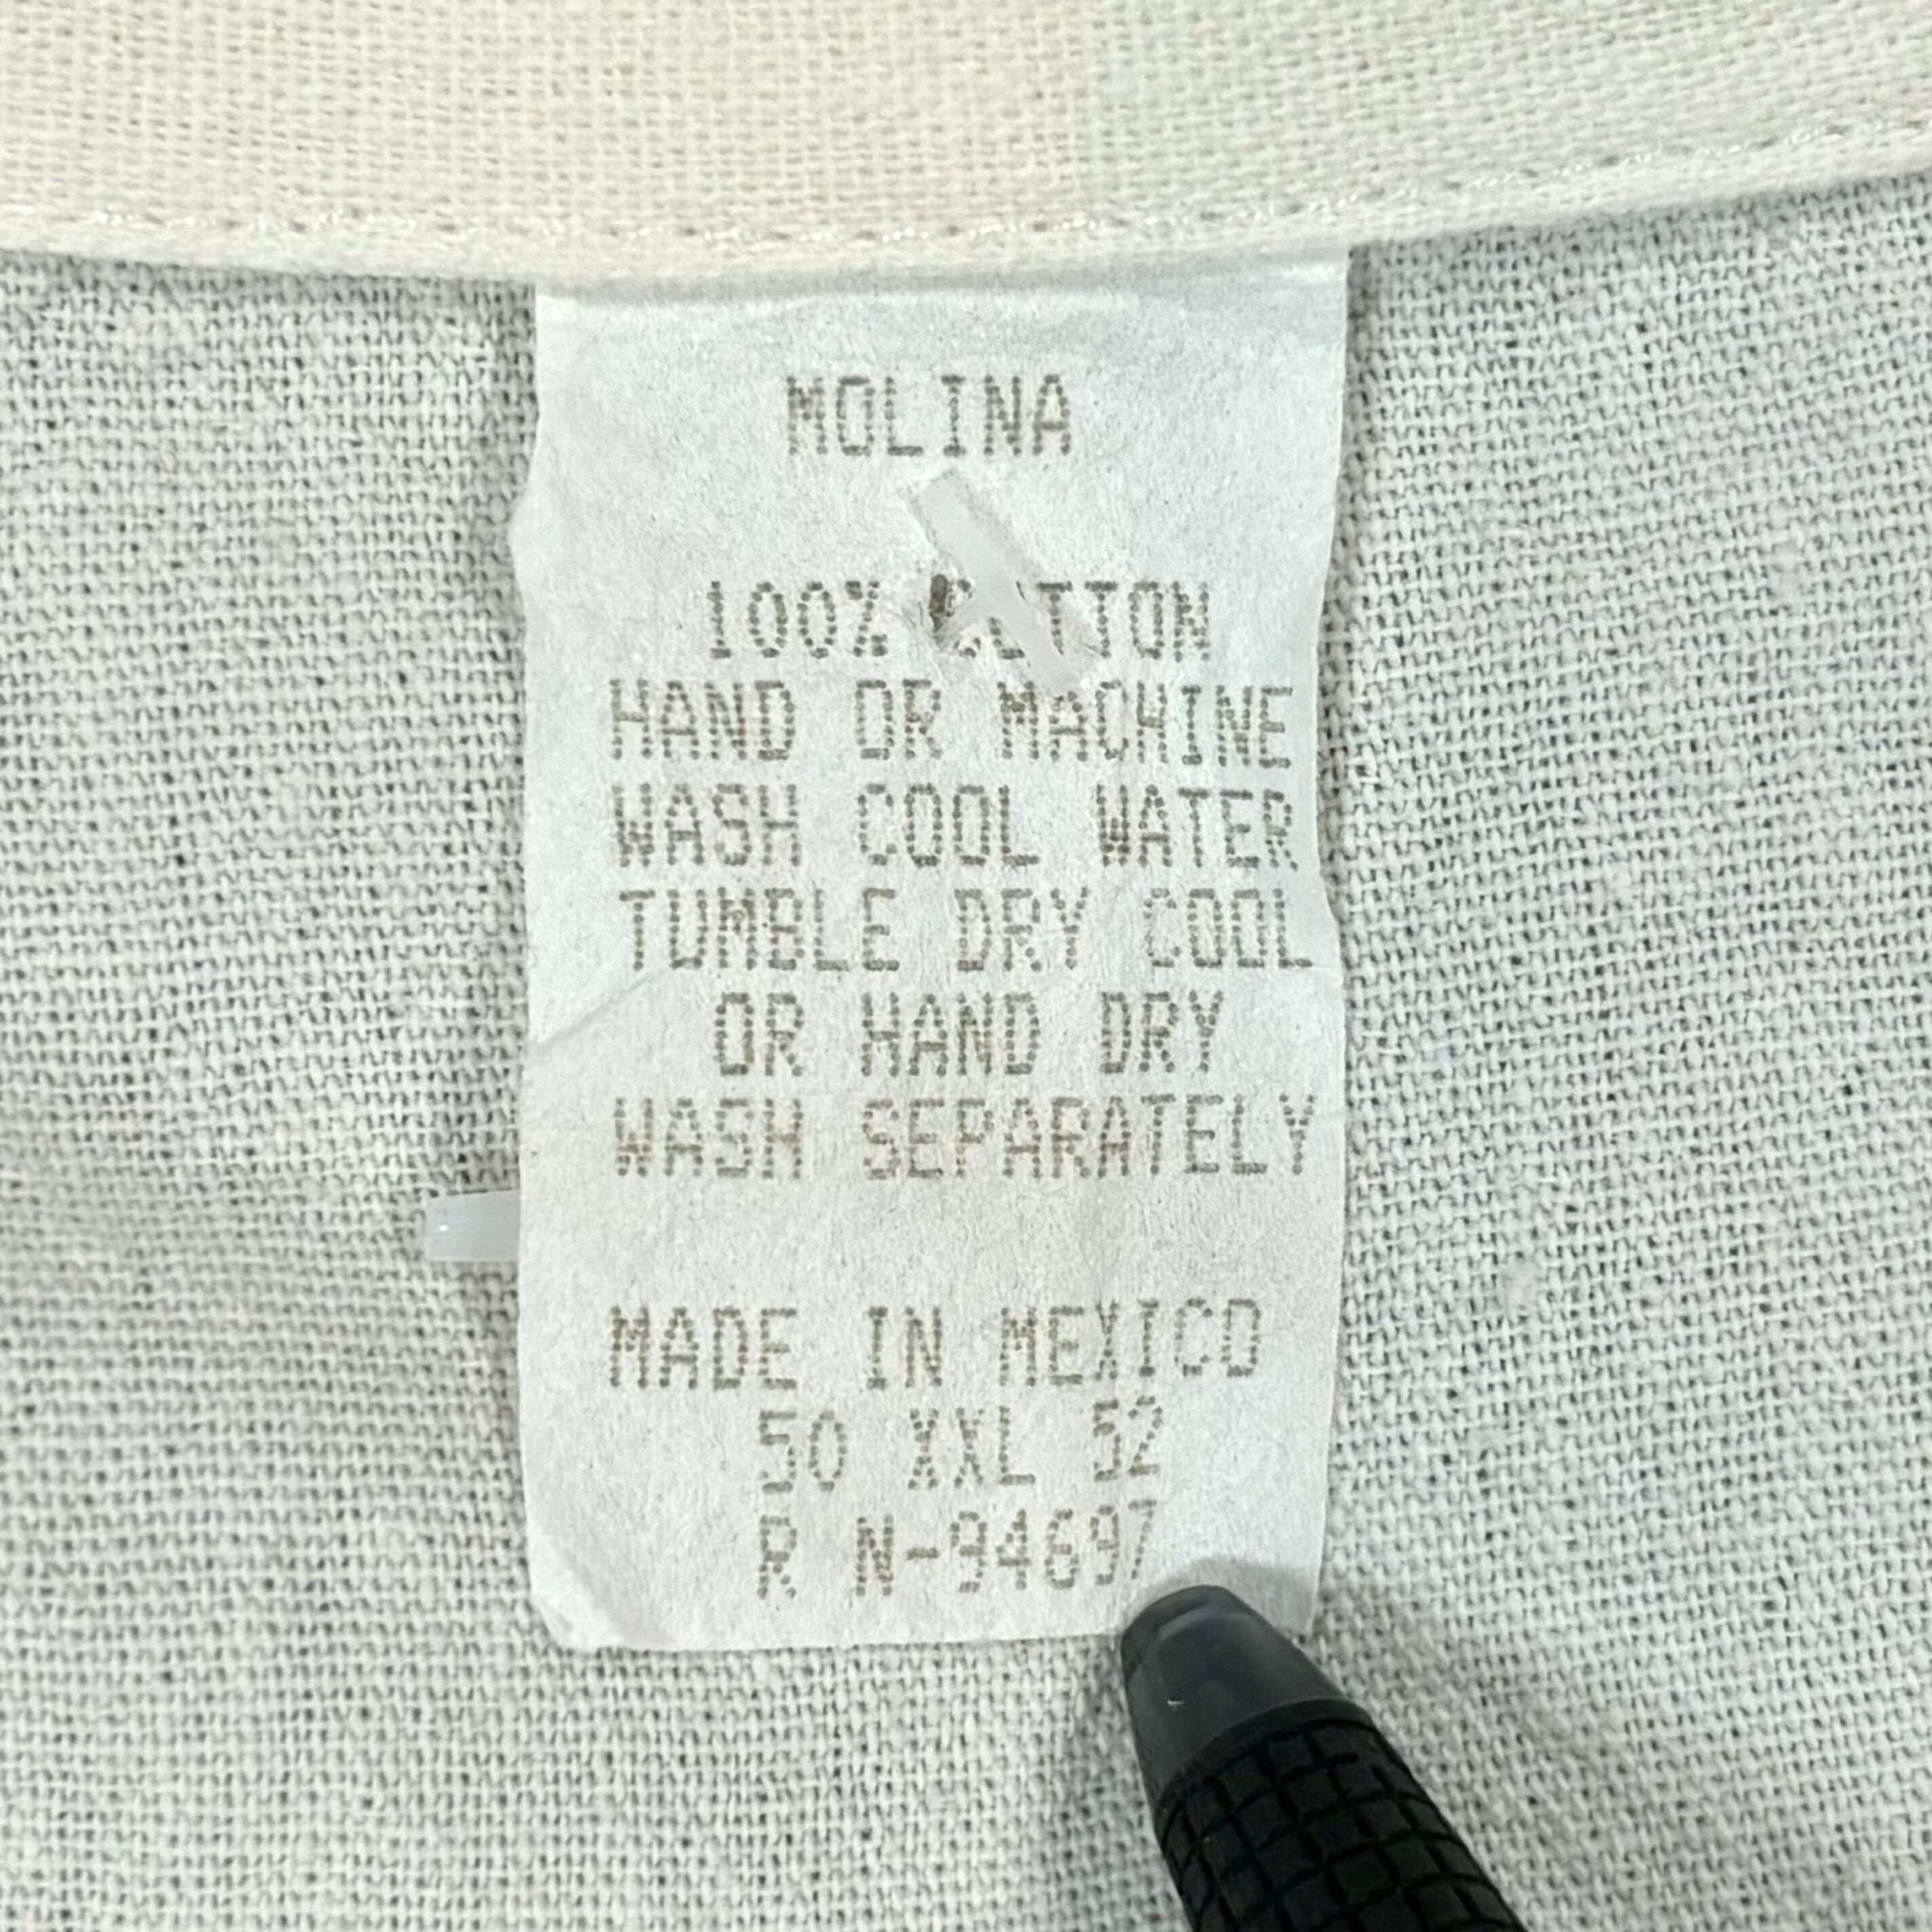 MOLINA
100% COTTON
HAND OR MACHINE
WASH COOL WATER
TUMBLE DRY COOL
OR HAND DRY
WASH SEPARATELY
MADE IN MEXICO
50 XXL 52
R N-94697